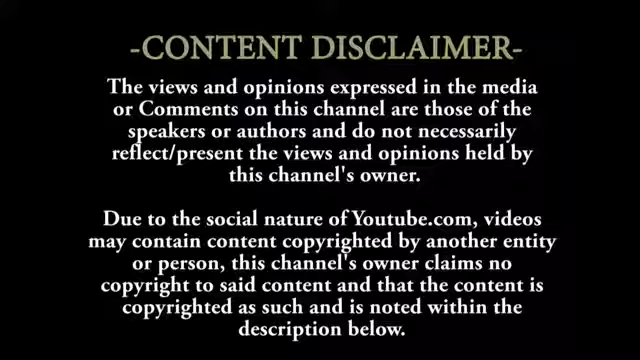 -CONTENT DISCLAIMER-
The views and opinions expressed in the media
or Comments on this channel are those of the
speakers or authors and do not necessarily
reflect/present the views and opinions held by
this channel's owner.
Due to the social nature of Youtube.com, videos
may contain content copyrighted by another entity
or person, this channel's owner claims no
copyright to said content and that the content is
copyrighted as such and is noted within the
description below.